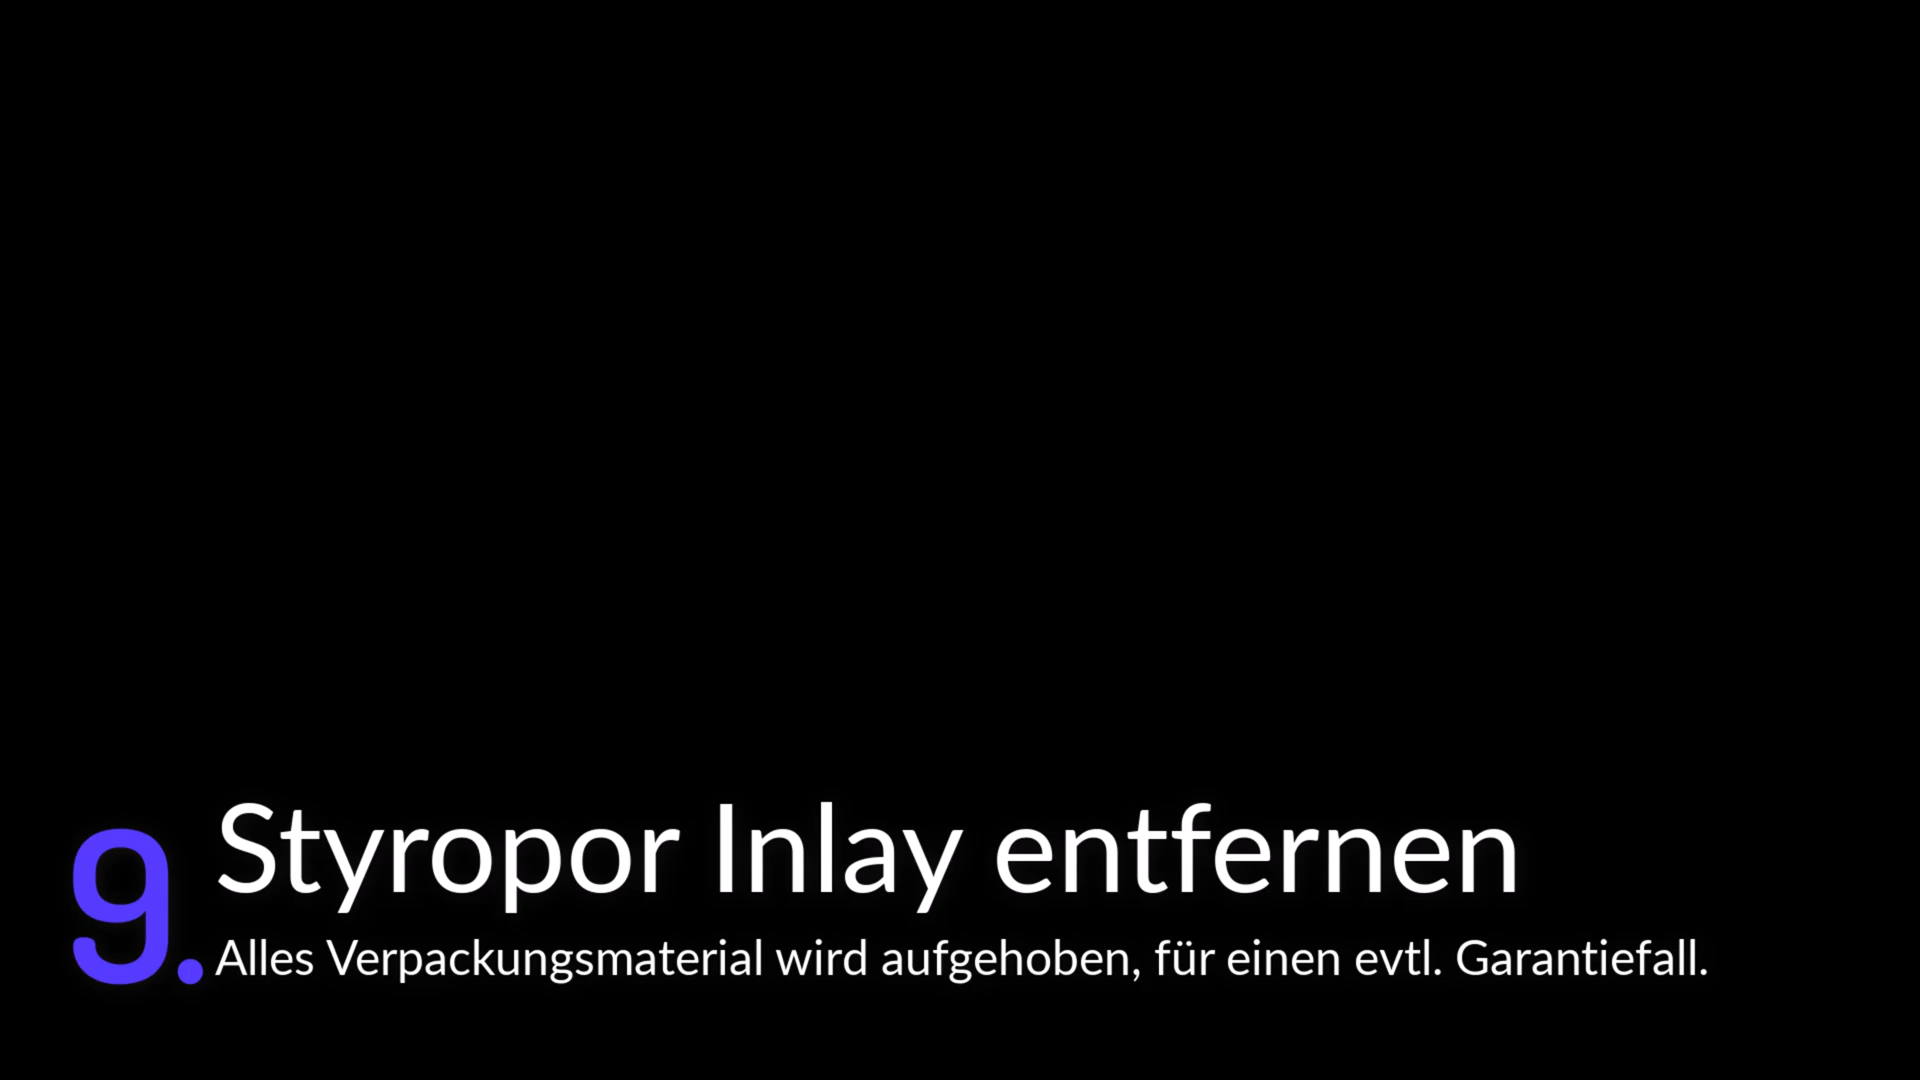 9. Styropor Inlay entfernen
Alles Verpackungsmaterial wird aufgehoben, für einen evtl. Garantiefall.